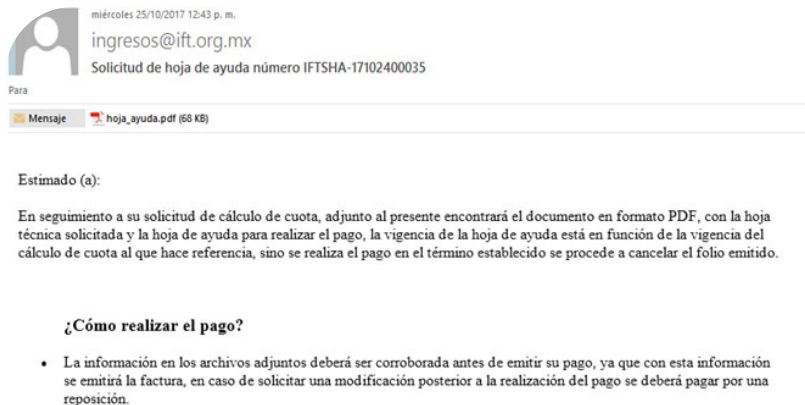 miércoles 25/10/2017 12:43 p. m.
ingresos@ift.org.mx
Solicitud de hoja de ayuda número IFTSHA-17102400035
Para
Mensaje hoja_ayuda.pdf (68 KB)
Estimado (a):
En seguimiento a su solicitud de cálculo de cuota, adjunto al presente encontrará el documento en formato PDF, con la hoja
técnica solicitada y la hoja de ayuda para realizar el pago, la vigencia de la hoja de ayuda está en función de la vigencia del
cálculo de cuota al que hace referencia, sino se realiza el pago en el término establecido se procede a cancelar el folio emitido.
¿Cómo realizar el pago?
• La información en los archivos adjuntos deberá ser corroborada antes de emitir su pago, ya que con esta información
se emitirá la factura, en caso de solicitar una modificación posterior a la realización del pago se deberá pagar por una
reposición.